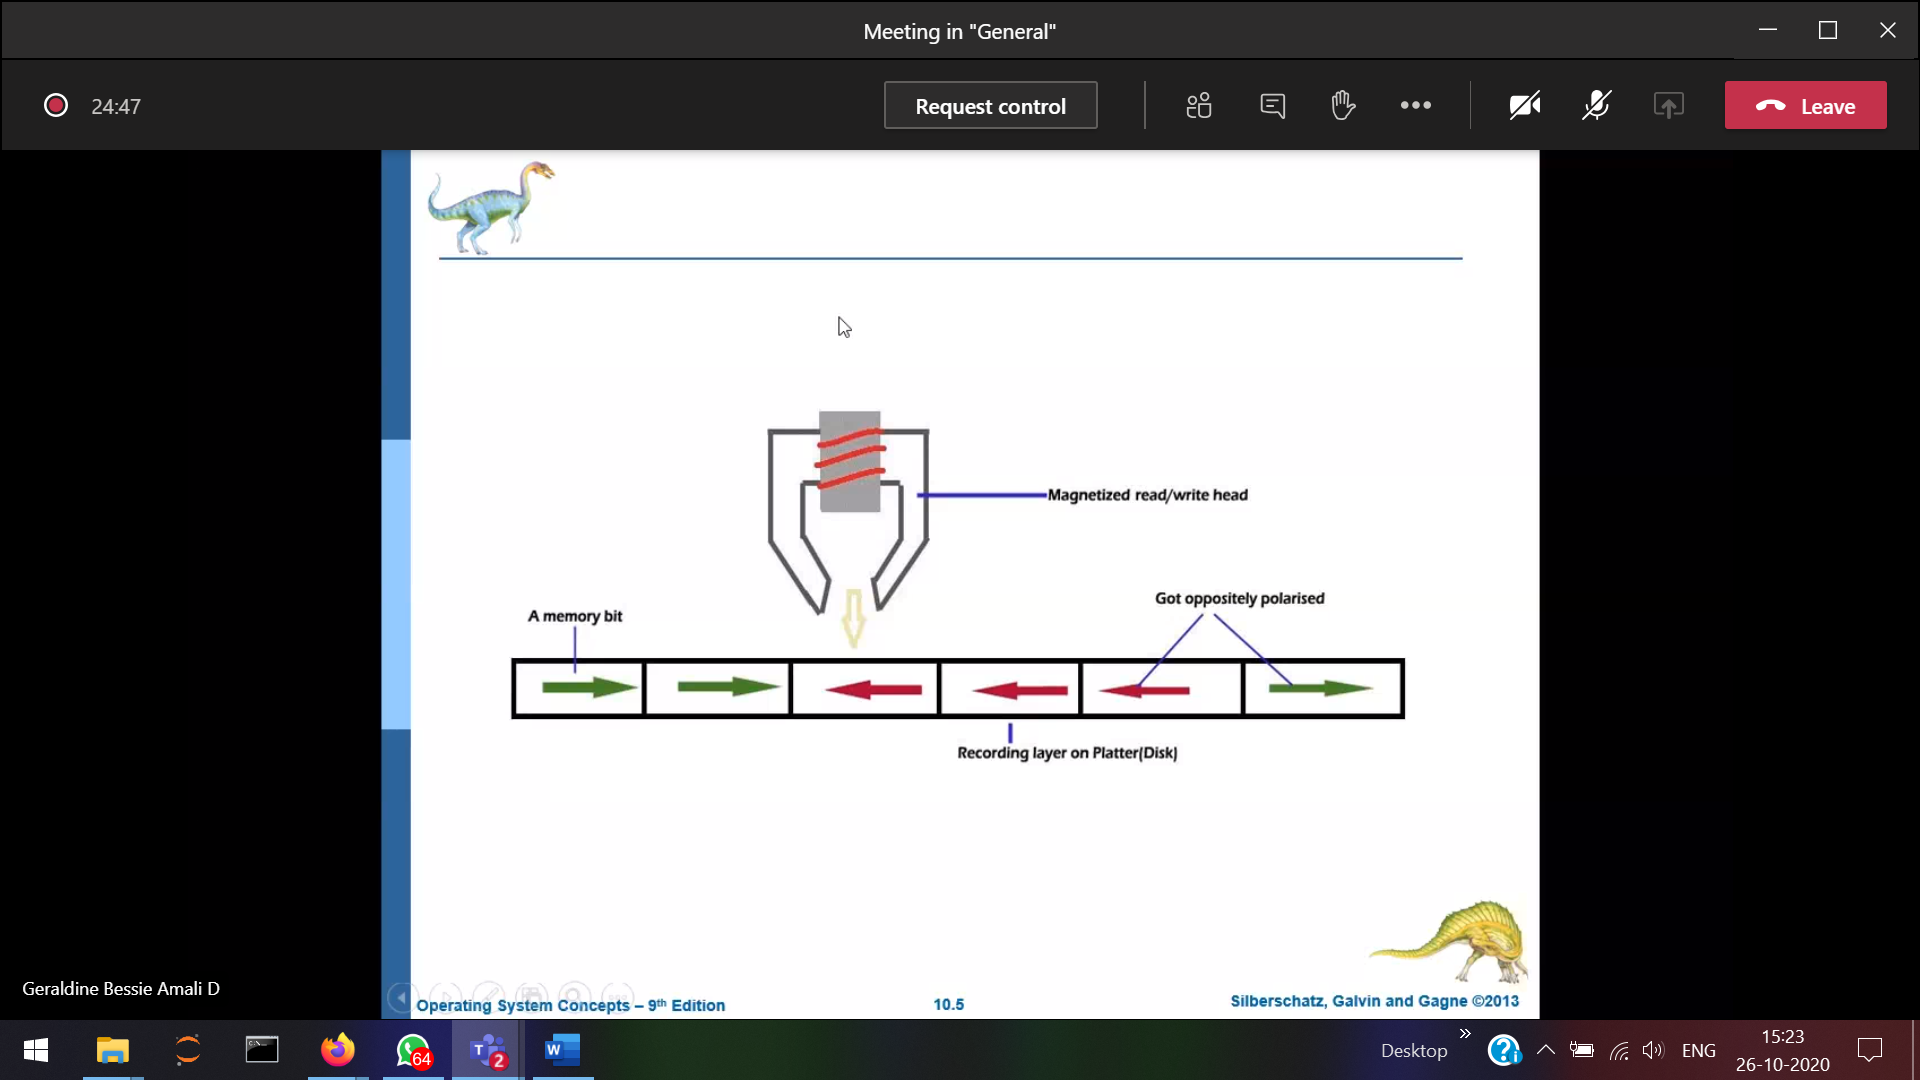 Meeting in "General"
24:47
Request control
Leave
Magnetized read/write head
Got oppositely polarised
A memory bit
Recording layer on Platter(Disk)
Geraldine Bessie Amali D
Operating System Concepts – 9th Edition
10.5
Silberschatz, Galvin and Gagne ©2013
64
T
2
W
Desktop
ENG
15:23
26-10-2020